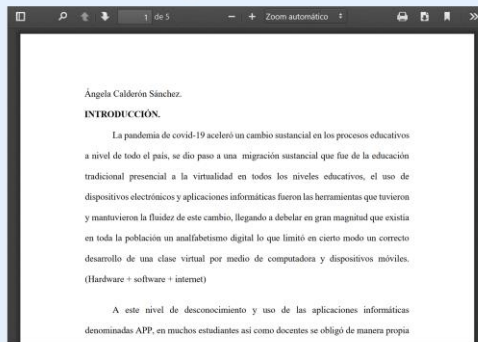 1 de 5 Zoom automático
Ángela Calderón Sánchez.
INTRODUCCIÓN.
La pandemia de covid-19 aceleró un cambio sustancial en los procesos educativos
a nivel de todo el país, se dio paso a una migración sustancial que fue de la educación
tradicional presencial a la virtualidad en todos los niveles educativos, el uso de
dispositivos electrónicos y aplicaciones informáticas fueron las herramientas que tuvieron
y mantuvieron la fluidez de este cambio, llegando a debelar en gran magnitud que existia
en toda la población un analfabetismo digital lo que limitó en cierto modo un correcto
desarrollo de una clase virtual por medio de computadora y dispositivos móviles.
(Hardware + software + internet)
A este nivel de desconocimiento y uso de las aplicaciones informáticas
denominadas APP, en muchos estudiantes así como docentes se obligó de manera propia